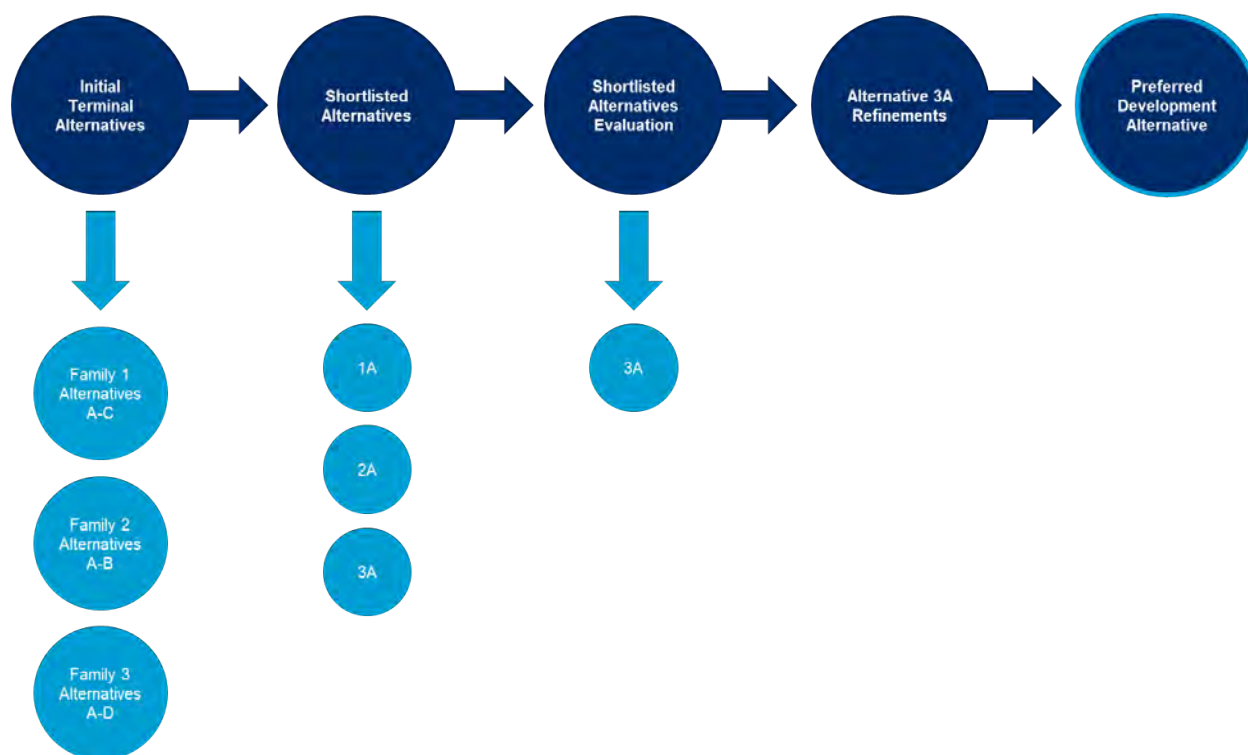 Initial
Terminal
Alternatives
Shortlisted
Alternatives
Shortlisted
Alternatives
Evaluation
Alternative 3A
Refinements
Preferred
Development
Alternative
Family 1
Alternatives
A-C
Family 2
Alternatives
A-B
Family 3
Alternatives
A-D
1A
2A
3A
3A